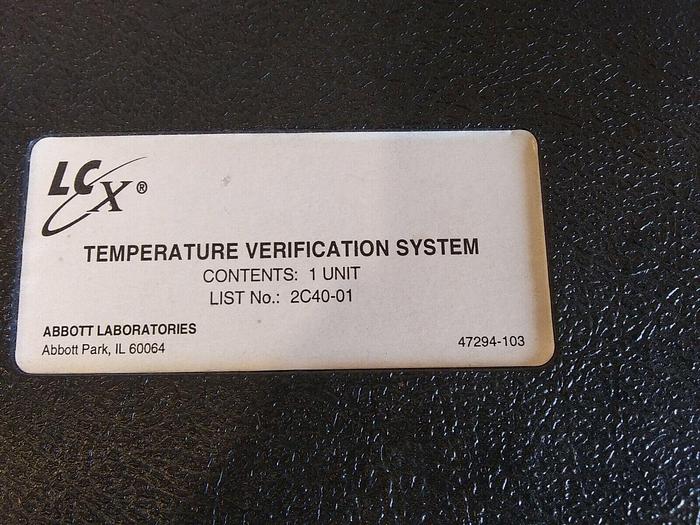 LCX®
TEMPERATURE VERIFICATION SYSTEM
CONTENTS: 1 UNIT
LIST No.: 2C40-01
ABBOTT LABORATORIES
Abbott Park, IL 60064
47294-103